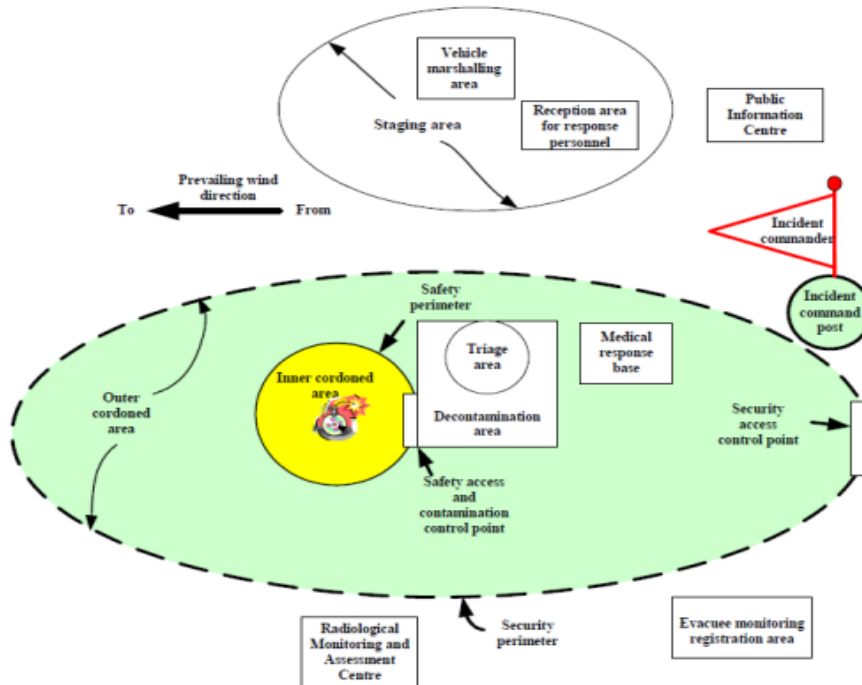 Vehicle
marshalling
area
Staging area
Reception area
for response
personnel
Public
Information
Centre
Prevailing wind
direction
To
From
Incident
commander
Incident
command
post
Safety
perimeter
Inner cordoned
area
Triage
area
Decontamination
area
Medical
response
base
Outer
cordoned
area
Security
access
control point
Safety access
and
contamination
control point
Radiological
Monitoring and
Assessment
Centre
Security
perimeter
Evacuee monitoring
registration area